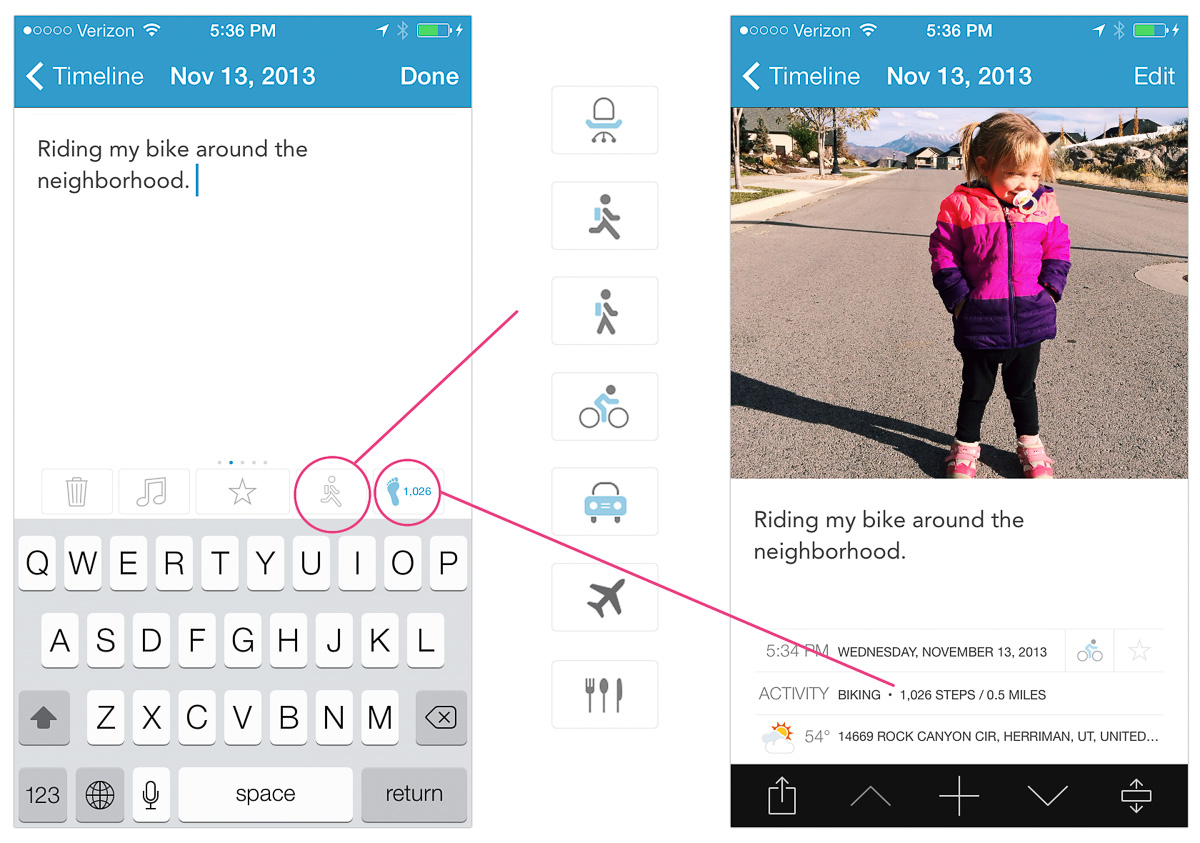 Verizon 5:36 PM
Timeline Nov 13, 2013 Done
Riding my bike around the
neighborhood.
1,026
Q W E R T Y U I O P
A S D F G H J K L
Z X C V B N M
123 space return
Verizon 5:36 PM
Timeline Nov 13, 2013 Edit
Riding my bike around the
neighborhood.
5:34 PM WEDNESDAY, NOVEMBER 13, 2013
ACTIVITY BIKING • 1,026 STEPS / 0.5 MILES
54° 14669 ROCK CANYON CIR, HERRIMAN, UT, UNITED...